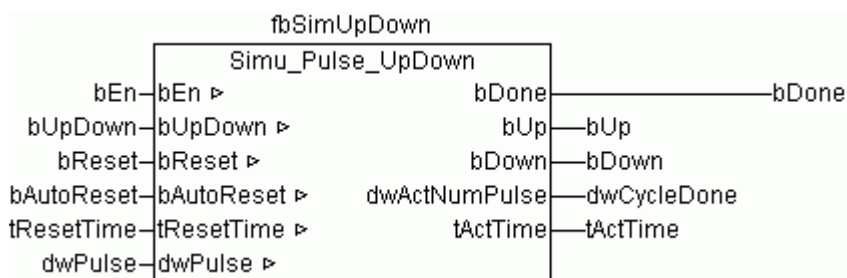 fbSimUpDown
Simu_Pulse_UpDown
bEn bEn bDone bDone
bUpDown bUpDown bUp bUp
bReset bReset bDown bDown
bAutoReset bAutoReset dwActNumPulse dwCycleDone
tResetTime tResetTime tActTime tActTime
dwPulse dwPulse